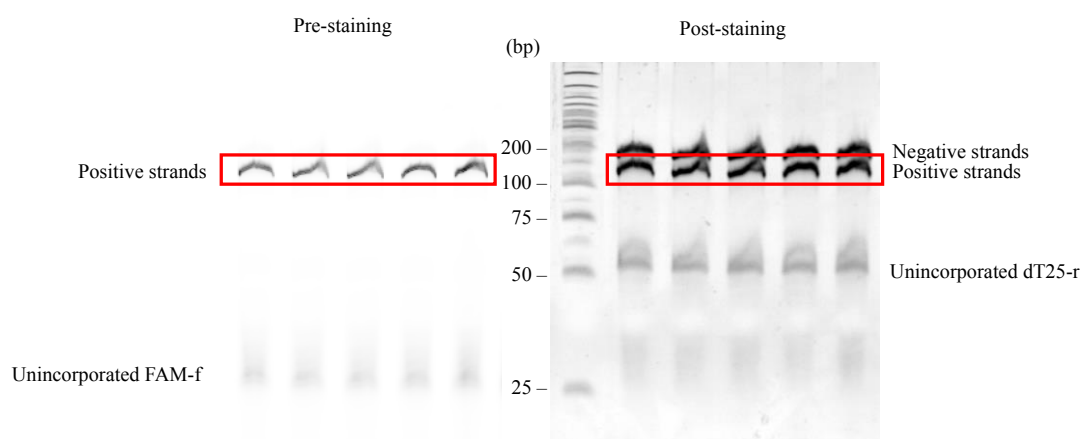 Pre-staining
Post-staining
(bp)
200 –
Negative strands
Positive strands
Positive strands
100 –
75 –
Unincorporated dT25-r
50 –
Unincorporated FAM-f
25 –